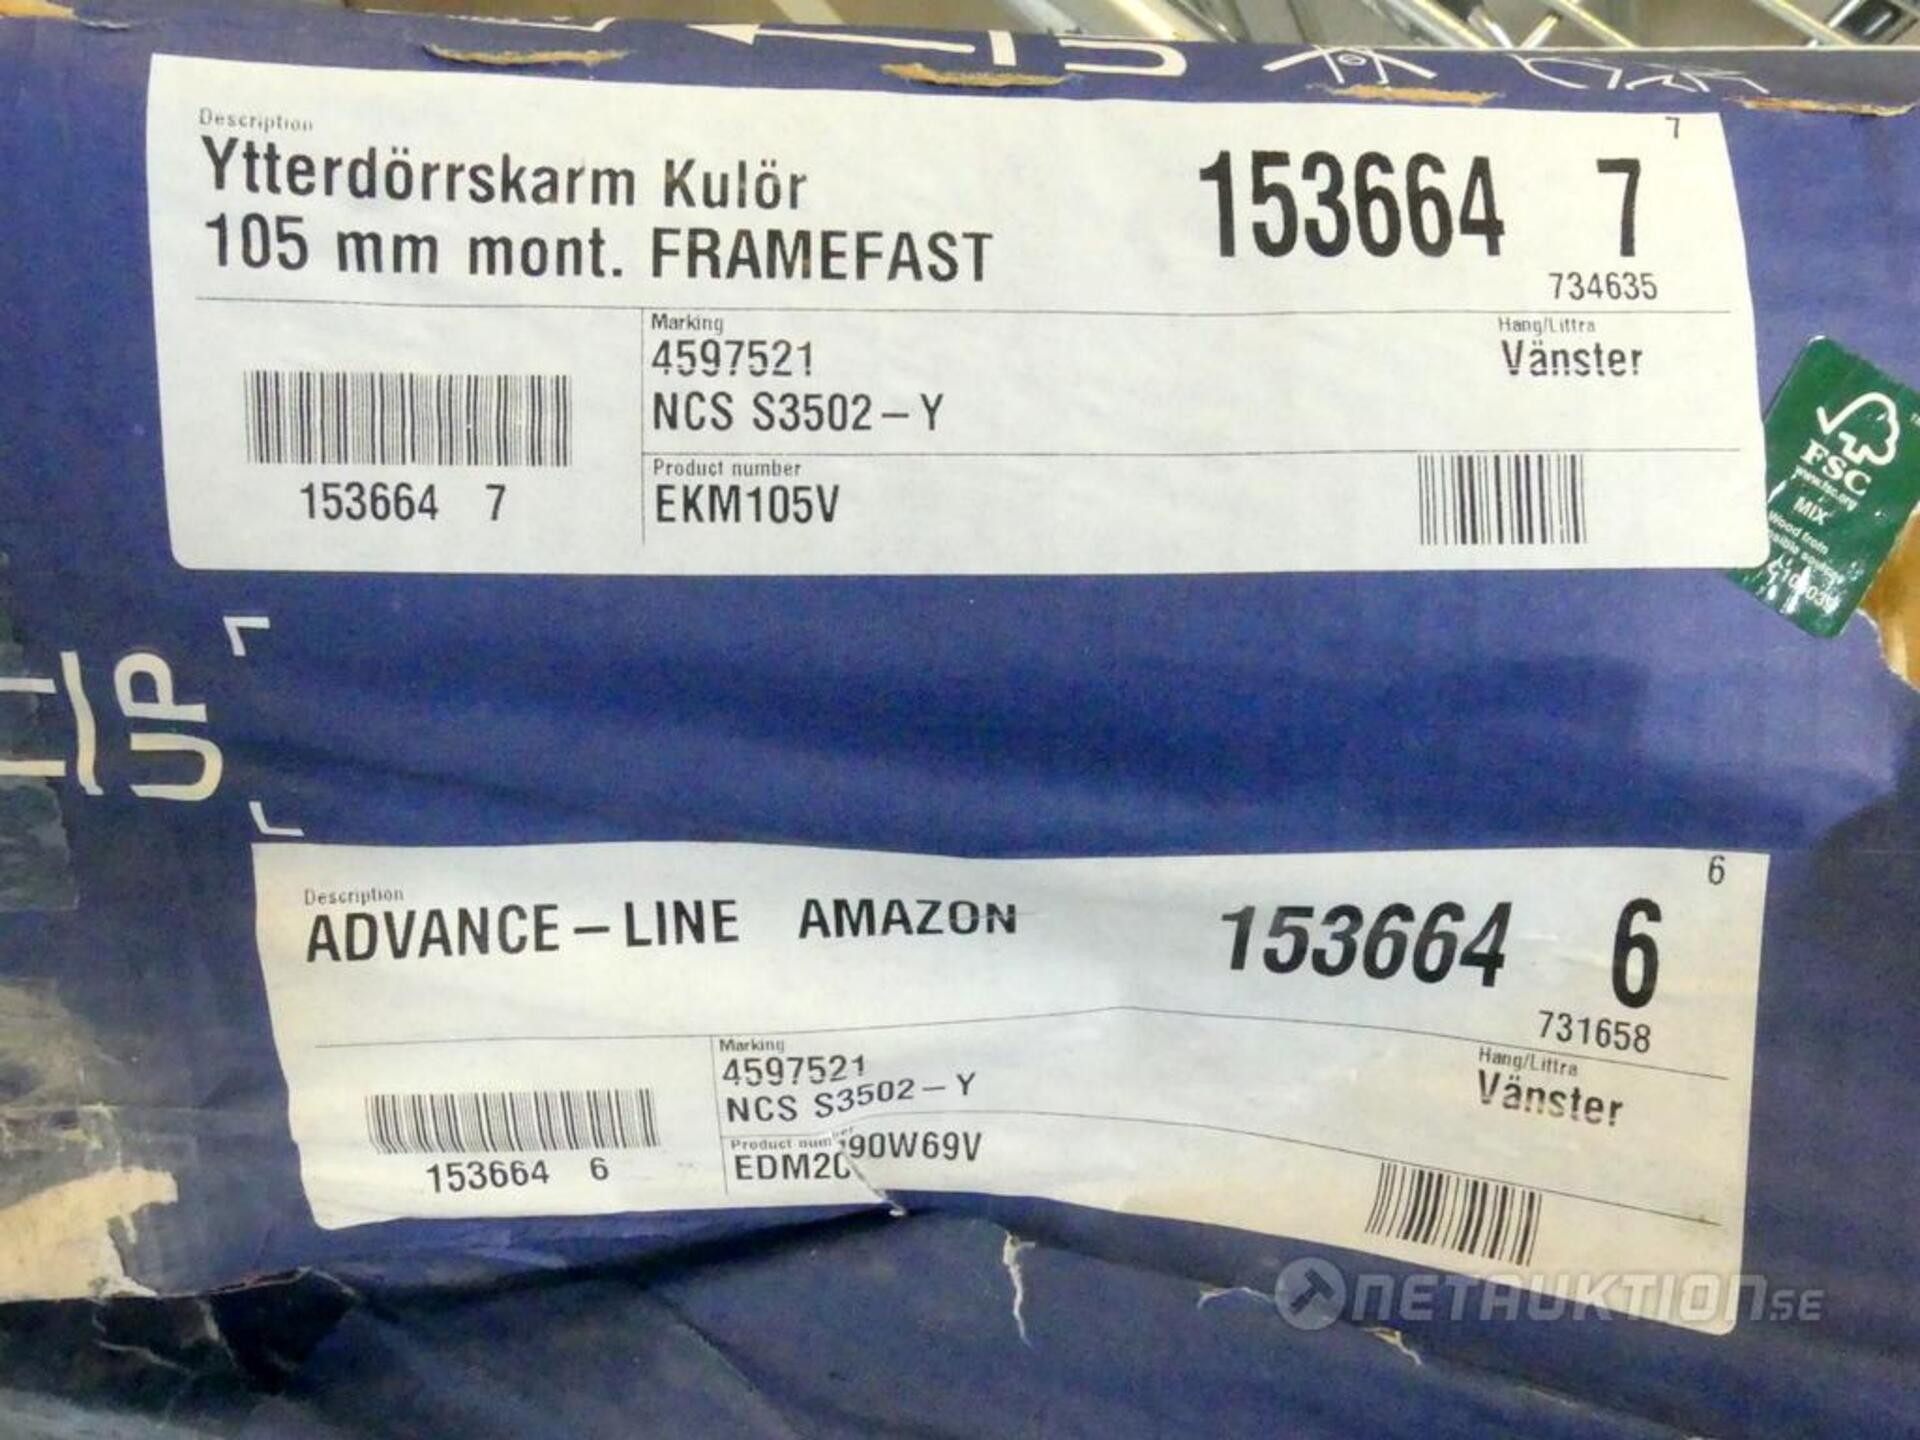 Description
7
Ytterdörrskarm Kulör
153664 7
105 mm mont. FRAMEFAST
734635
Marking
Hang/Littra
4597521
Vänster
NCS S3502-Y
Product number
153664 7
EKM105V
FSC
www.fsc.org
MIX
Wood from
UP
6
Description
ADVANCE-LINE AMAZON
153664 6
731658
Marking
Hang/Littra
4597521
Vänster
NCS S3502-Y
153664 6
NETAUKTION.SE